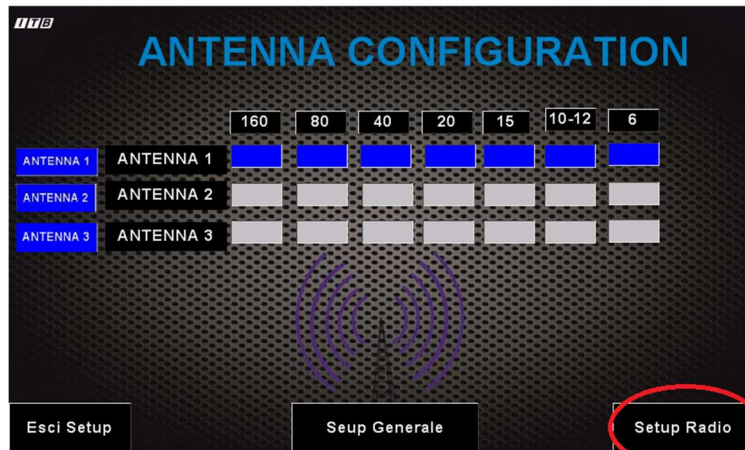 ITB
ANTENNA CONFIGURATION
160 80 40 20 15 10-12 6
ANTENNA 1 ANTENNA 1
ANTENNA 2 ANTENNA 2
ANTENNA 3 ANTENNA 3
Esci Setup Seup Generale Setup Radio